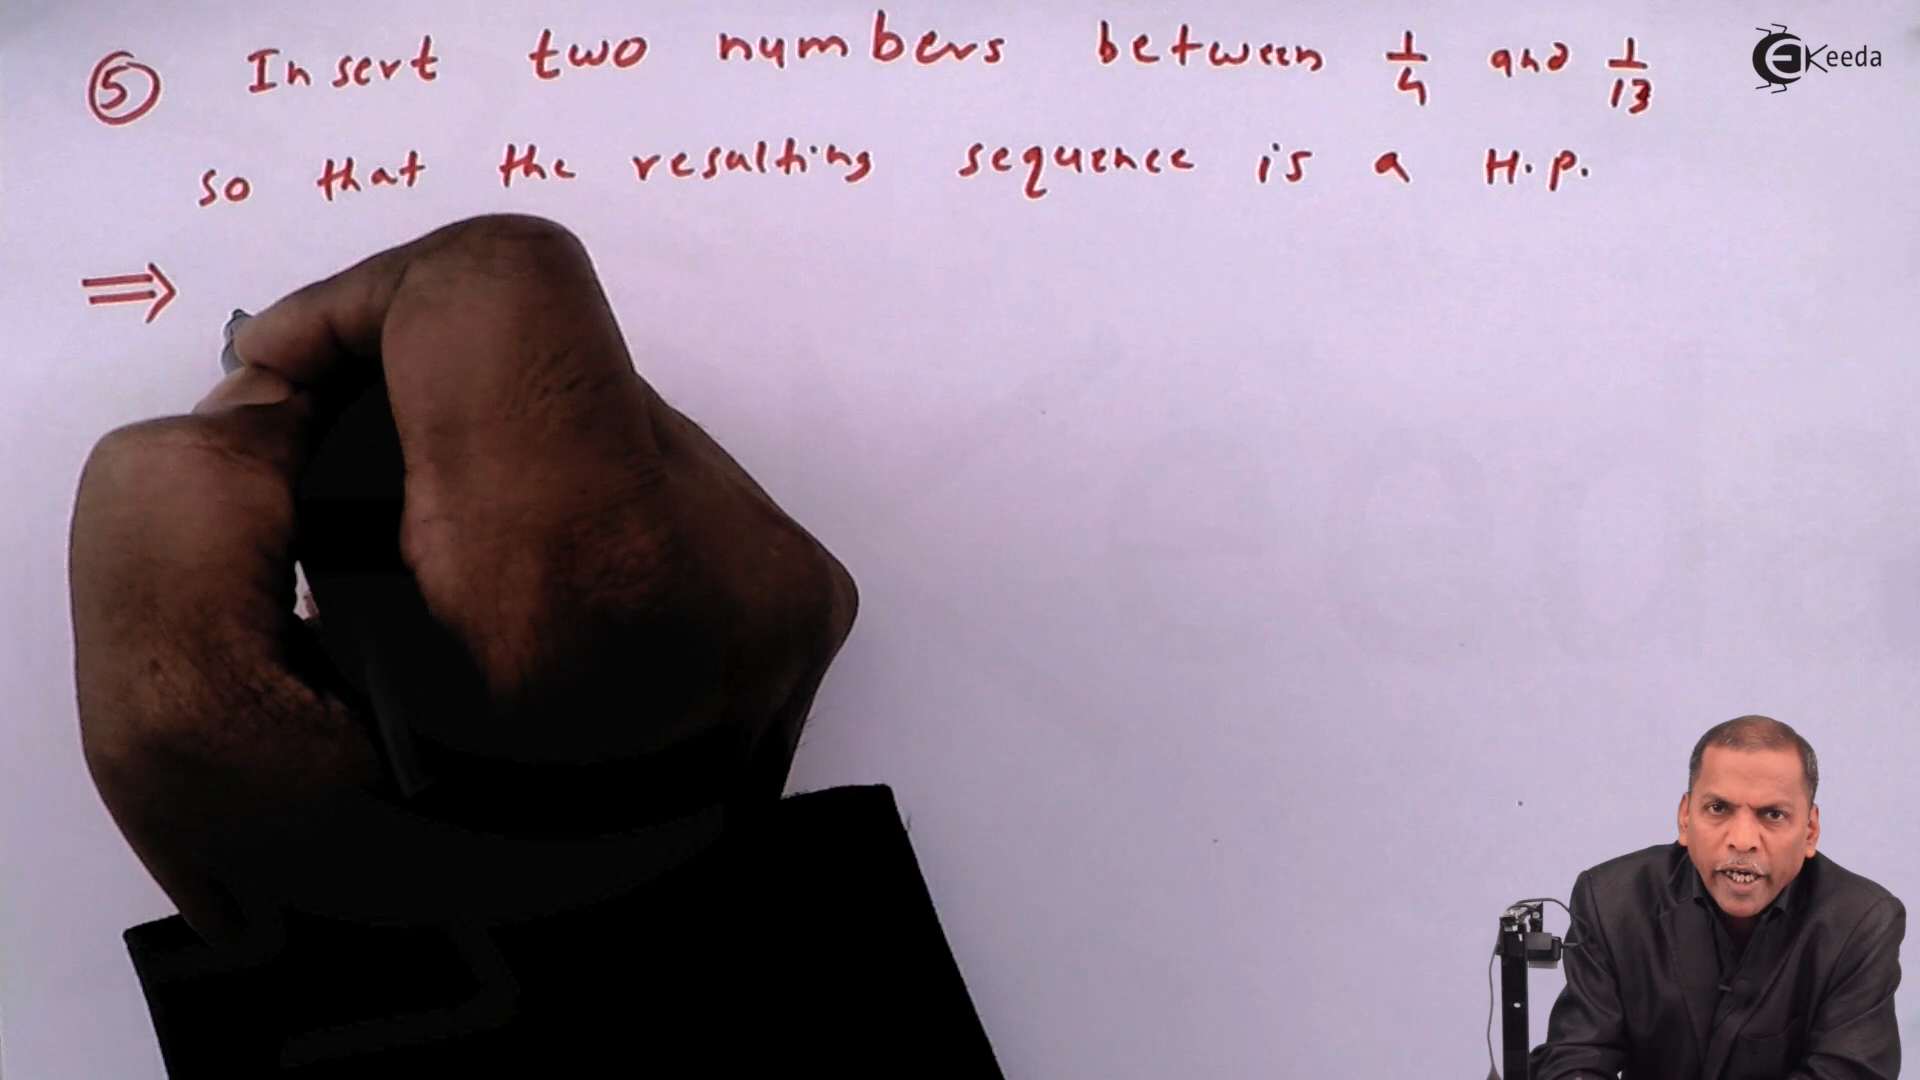 ⑤ Insert two numbers between 1/4 and 1/13
so that the resulting sequence is a H.P.
⇒
eKeeda